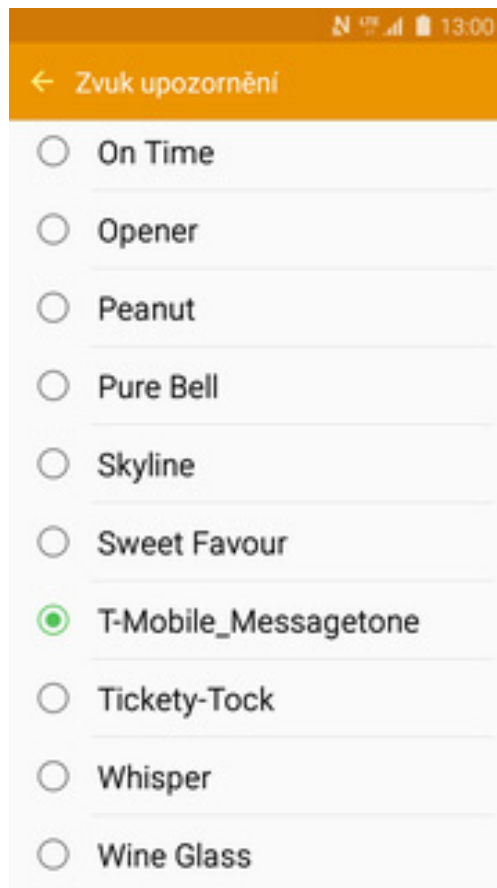 LTE 13:00
Zvuk upozornění
On Time
Opener
Peanut
Pure Bell
Skyline
Sweet Favour
T-Mobile_Messagetone
Tickety-Tock
Whisper
Wine Glass